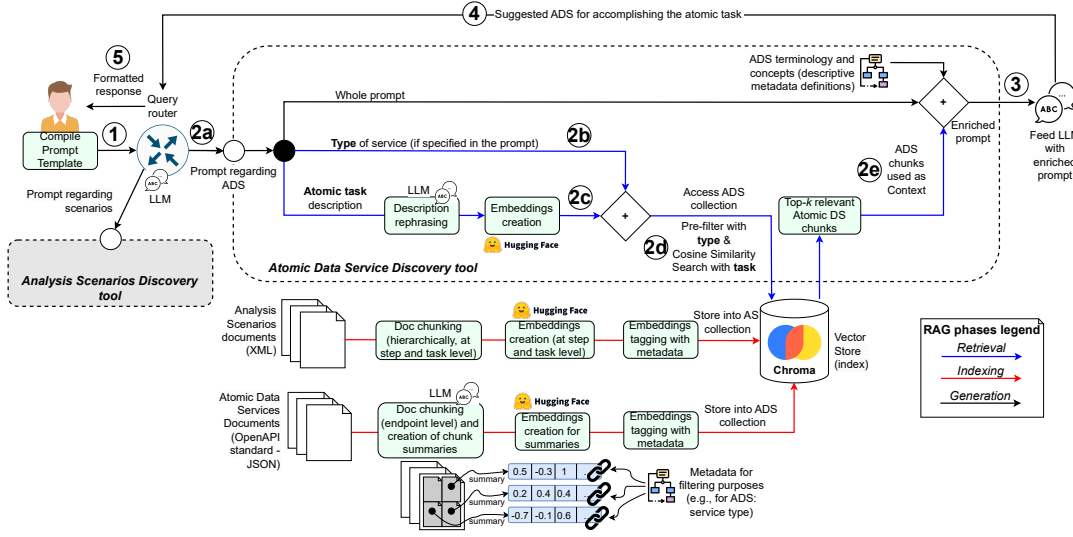 4
Suggested ADS for accomplishing the atomic task
5
Formatted
response
Query
router
Compile
Prompt
Template
1
2a
ABC
LLM
Prompt regarding
ADS
Prompt regarding
scenarios
Analysis Scenarios Discovery
tool
Whole prompt
ADS terminology and
concepts (descriptive
metadata definitions)
+
3
Enriched
prompt
ABC
...
Feed LLM
with
enriched
prompt
Type of service (if specified in the prompt)
2b
Atomic task
description
LLM
ABC
Description
rephrasing
2c
Embeddings
creation
Hugging Face
+
2d
Access ADS
collection
Pre-filter with
type &
Cosine Similarity
Search with task
2e
ADS
chunks
used as
Context
Top-k relevant
Atomic DS
chunks
Atomic Data Service Discovery tool
Analysis
Scenarios
documents
(XML)
Doc chunking
(hierarchically, at
step and task level)
Hugging Face
Embeddings
creation (at step
and task level)
Embeddings
tagging with
metadata
Store into AS
collection
Chroma
Vector
Store
(index)
RAG phases legend
Retrieval
Indexing
Generation
Atomic Data
Services
Documents
(OpenAPI
standard -
JSON)
LLM
ABC
Doc chunking
(endpoint level) and
creation of chunk
summaries
Hugging Face
Embeddings
creation for
summaries
Embeddings
tagging with
metadata
Store into ADS
collection
summary
0.5 -0.3 1 ...
summary
0.2 0.4 0.4 ...
summary
-0.7 -0.1 0.6 ...
Metadata for
filtering purposes
(e.g., for ADS:
service type)